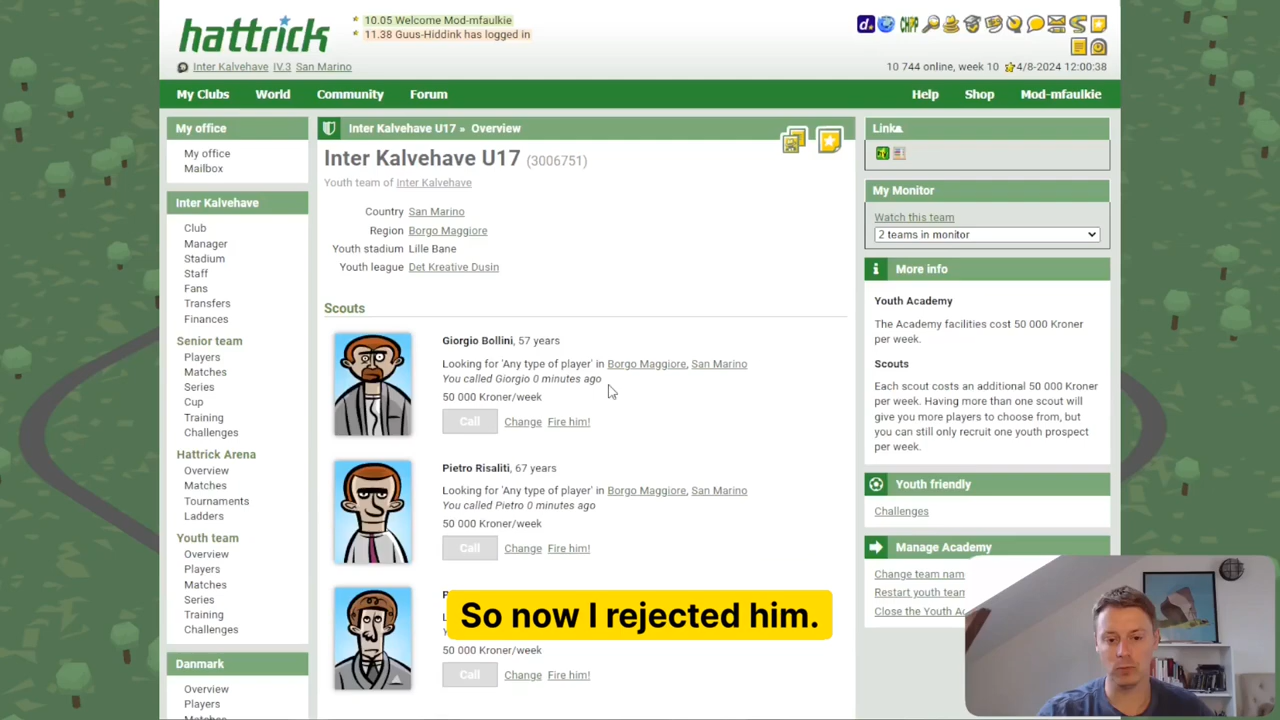 hattrick
10.05 Welcome Mod-mfaulkie
11.38 Guus-Hiddink has logged in
CHPP
Inter Kalvehave IV.3 San Marino
10 744 online, week 10 4/8-2024 12:00:38
My Clubs World Community Forum Help Shop Mod-mfaulkie
My office
My office
Mailbox
Inter Kalvehave
Club
Manager
Stadium
Staff
Fans
Transfers
Finances
Senior team
Players
Matches
Series
Cup
Training
Challenges
Hattrick Arena
Overview
Matches
Tournaments
Ladders
Youth team
Overview
Players
Matches
Series
Training
Challenges
Danmark
Overview
Players
Inter Kalvehave U17 » Overview
Inter Kalvehave U17 (3006751)
Youth team of Inter Kalvehave
Country San Marino
Region Borgo Maggiore
Youth stadium Lille Bane
Youth league Det Kreative Dusin
Scouts
Giorgio Bollini, 57 years
Looking for 'Any type of player' in Borgo Maggiore, San Marino
You called Giorgio 0 minutes ago
50 000 Kroner/week
Call Change Fire him!
Pietro Risaliti, 67 years
Looking for 'Any type of player' in Borgo Maggiore, San Marino
You called Pietro 0 minutes ago
50 000 Kroner/week
Call Change Fire him!
So now I rejected him.
50 000 Kroner/week
Call Change Fire him!
Links
My Monitor
Watch this team
2 teams in monitor
More info
Youth Academy
The Academy facilities cost 50 000 Kroner
per week.
Scouts
Each scout costs an additional 50 000 Kroner
per week. Having more than one scout will
give you more players to choose from, but
you can still only recruit one youth prospect
per week.
Youth friendly
Challenges
Manage Academy
Change team nam
Restart youth team
Close the Youth